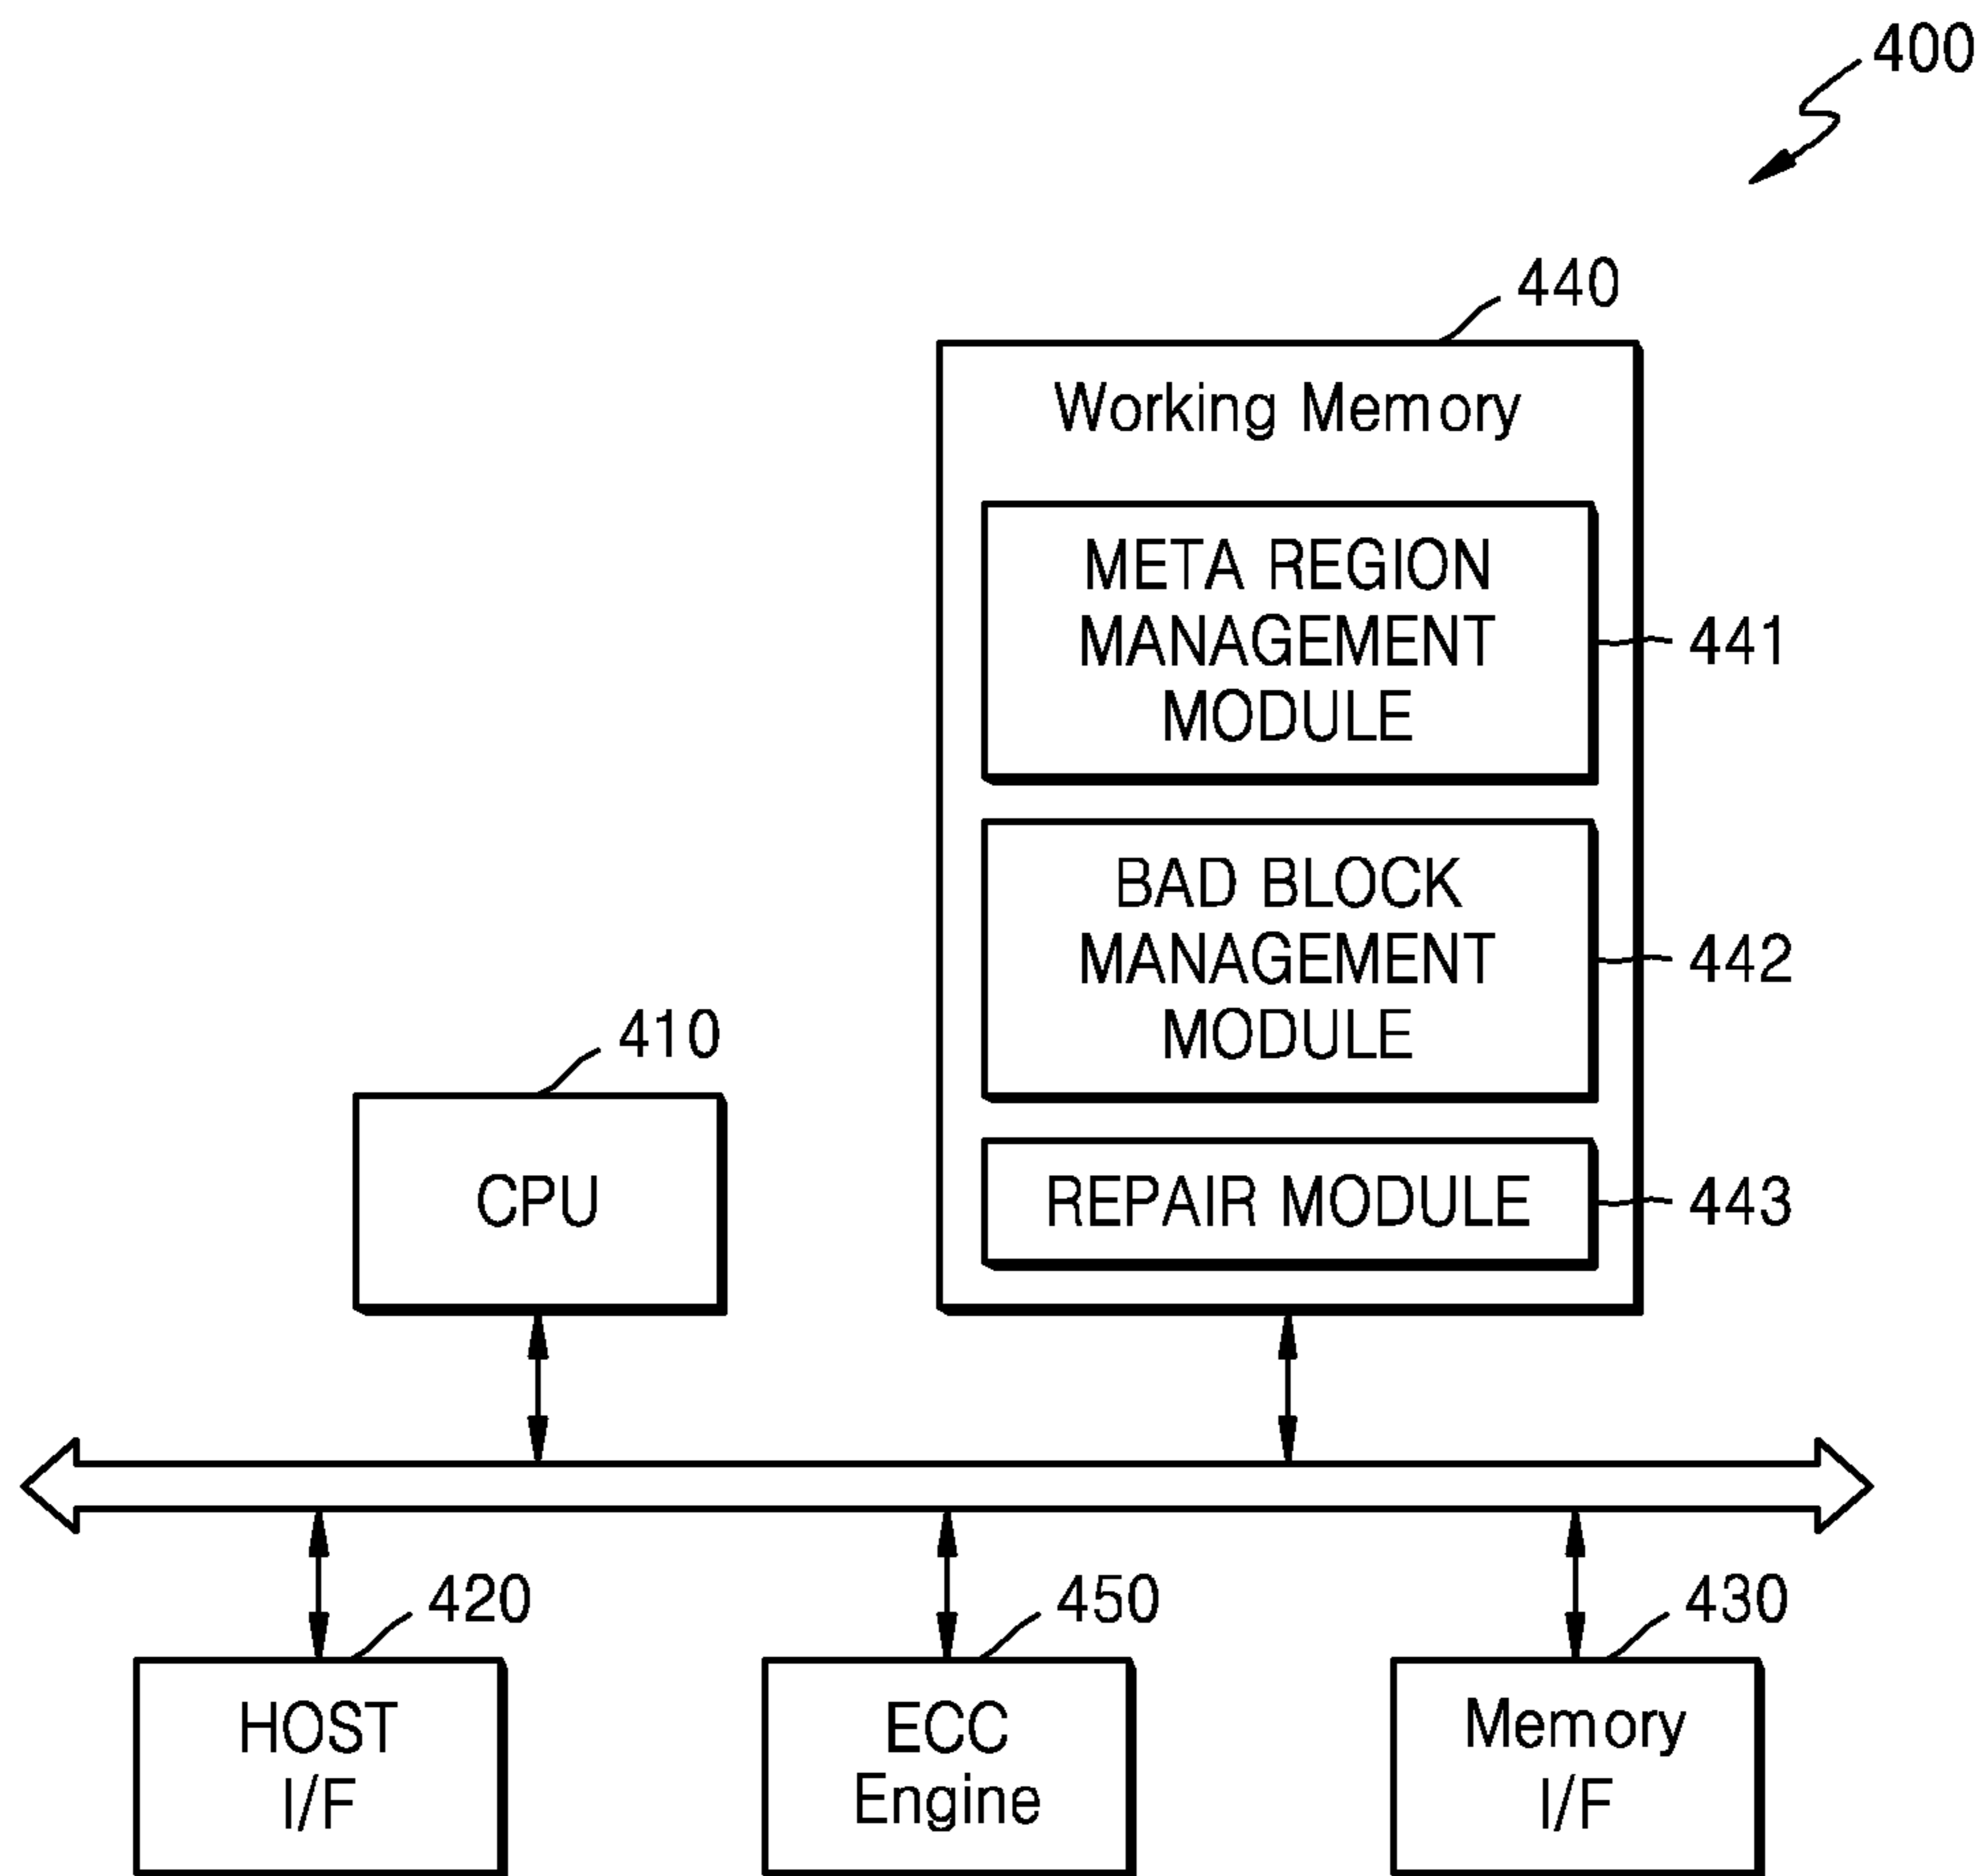 400
440
Working Memory
META REGION
MANAGEMENT
MODULE
441
BAD BLOCK
MANAGEMENT
MODULE
442
410
CPU
REPAIR MODULE
443
420
450
430
HOST
I/F
ECC
Engine
Memory
I/F